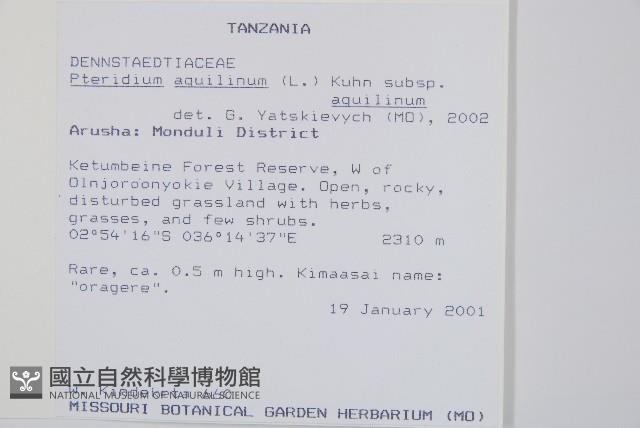 TANZANIA
DENNSTAEDTIACEAE
Pteridium aquilinum (L.) Kuhn subsp.
aquilinum
det. G. Yatskievych (MO), 2002
Arusha: Monduli District
Ketumbeine Forest Reserve, W of
Olnjoroonyokie Village. Open, rocky,
disturbed grassland with herbs,
grasses, and few shrubs.
02°54'16"S 036°14'37"E 2310 m
Rare, ca. 0.5 m high. Kimaasai name:
"oragere".
19 January 2001
國立自然科學博物館
NATIONAL MUSEUM OF NATURAL SCIENCE
MISSOURI BOTANICAL GARDEN HERBARIUM (MO)